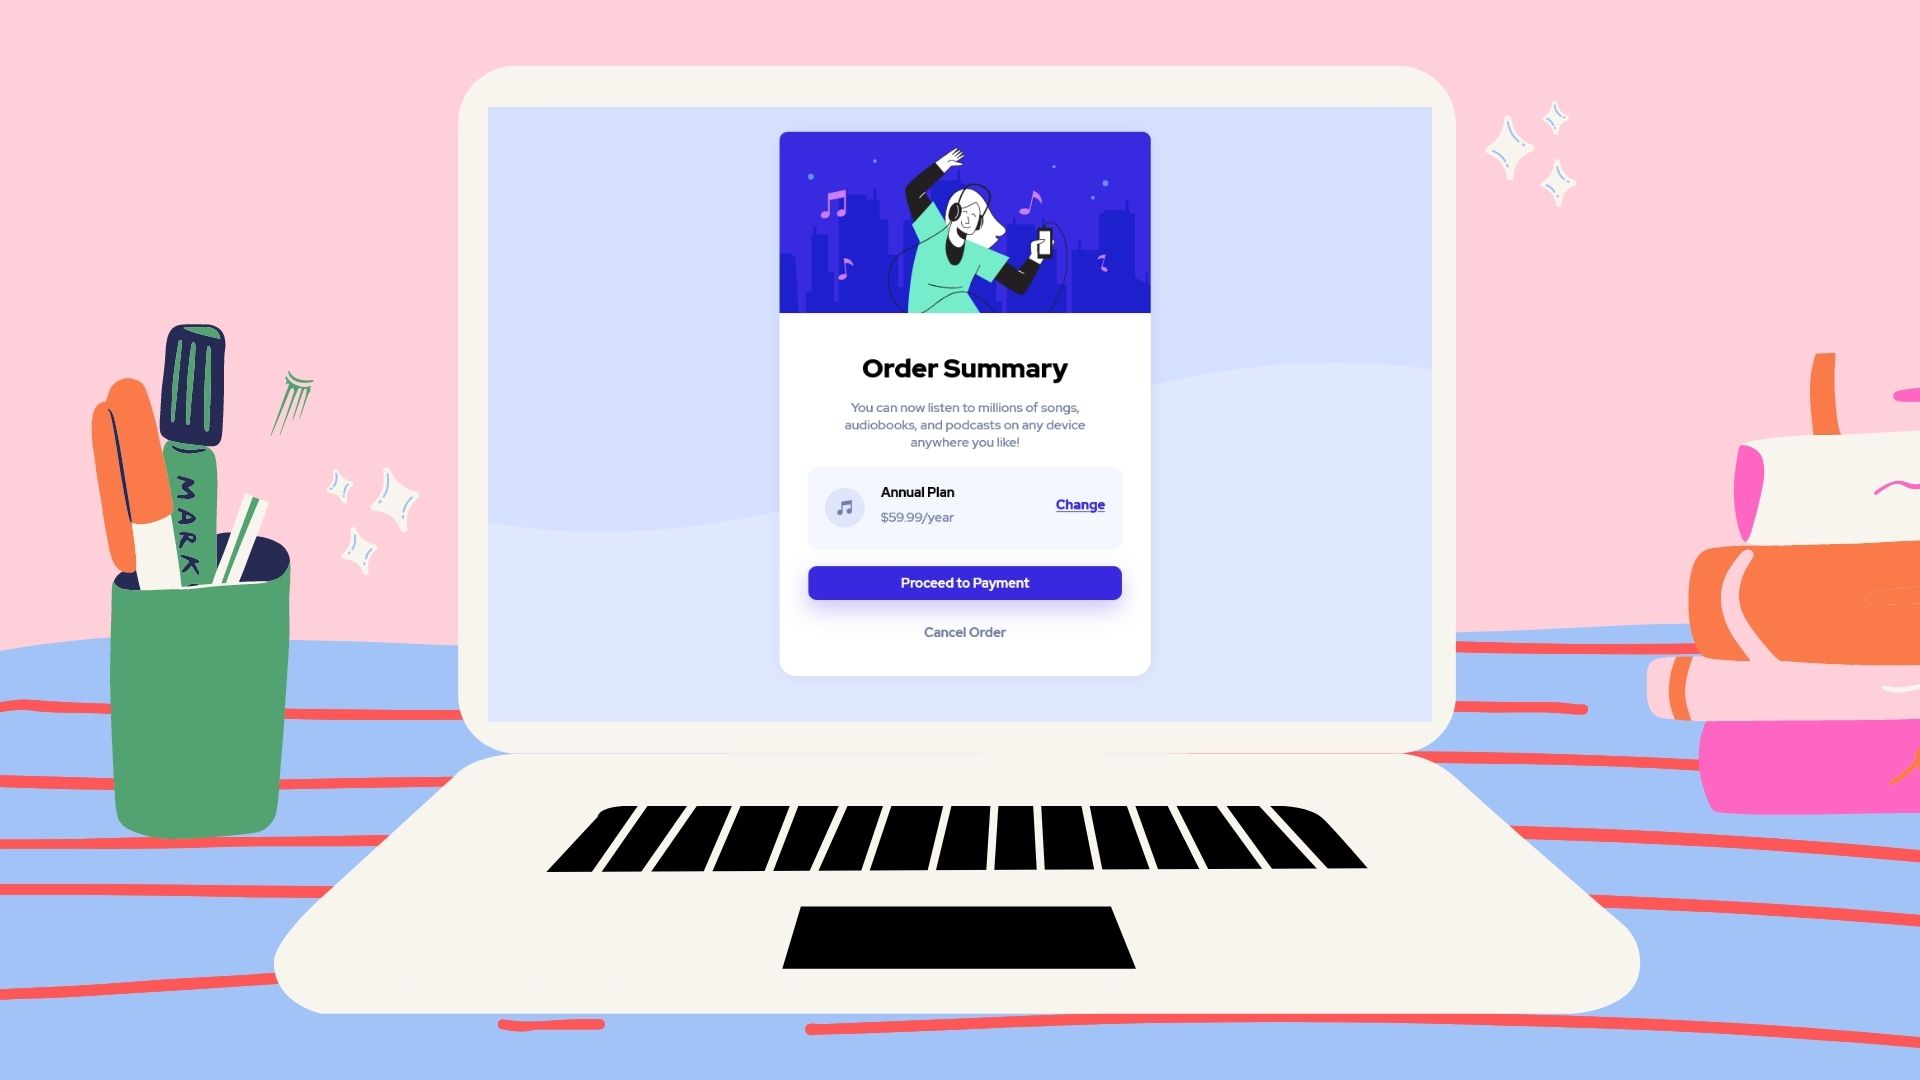 Order Summary
You can now listen to millions of songs,
audiobooks, and podcasts on any device
anywhere you like!
Annual Plan
$59.99/year
Change
Proceed to Payment
Cancel Order
MARK